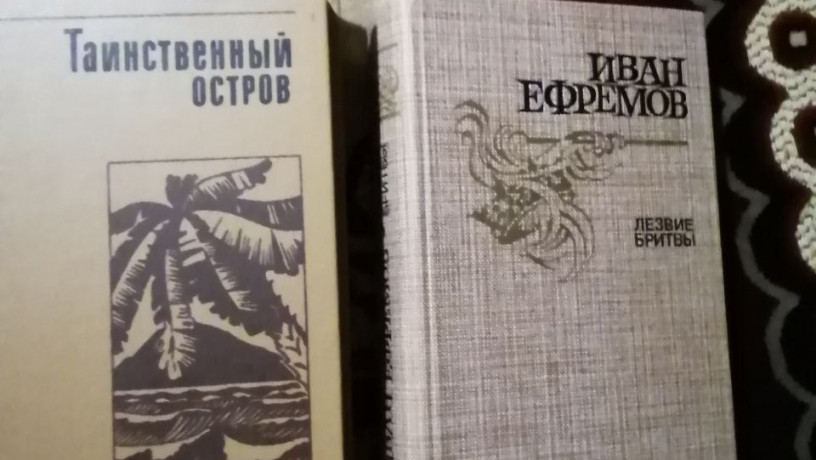 Таинственный
остров
Иван
Ефремов
Лезвие
бритвы